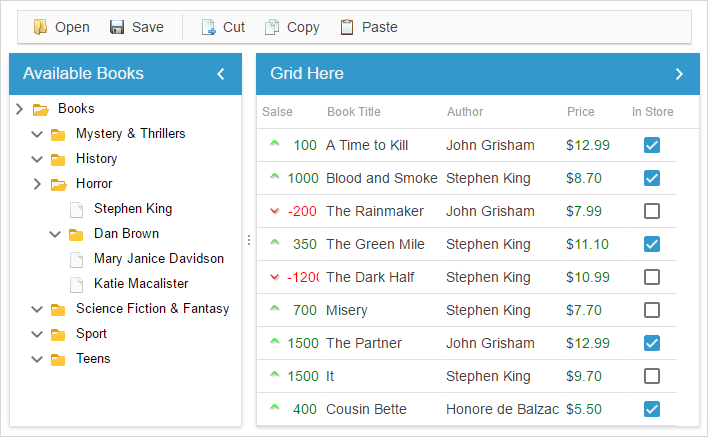 Open Save Cut Copy Paste
Available Books
Books
Mystery & Thrillers
History
Horror
Stephen King
Dan Brown
Mary Janice Davidson
Katie Macalister
Science Fiction & Fantasy
Sport
Teens
Grid Here
Salse Book Title Author Price In Store
100 A Time to Kill John Grisham $12.99
1000 Blood and Smoke Stephen King $8.70
-200 The Rainmaker John Grisham $7.99
350 The Green Mile Stephen King $11.10
-1200 The Dark Half Stephen King $10.99
700 Misery Stephen King $7.70
1500 The Partner John Grisham $12.99
1500 It Stephen King $9.70
400 Cousin Bette Honore de Balzac $5.50